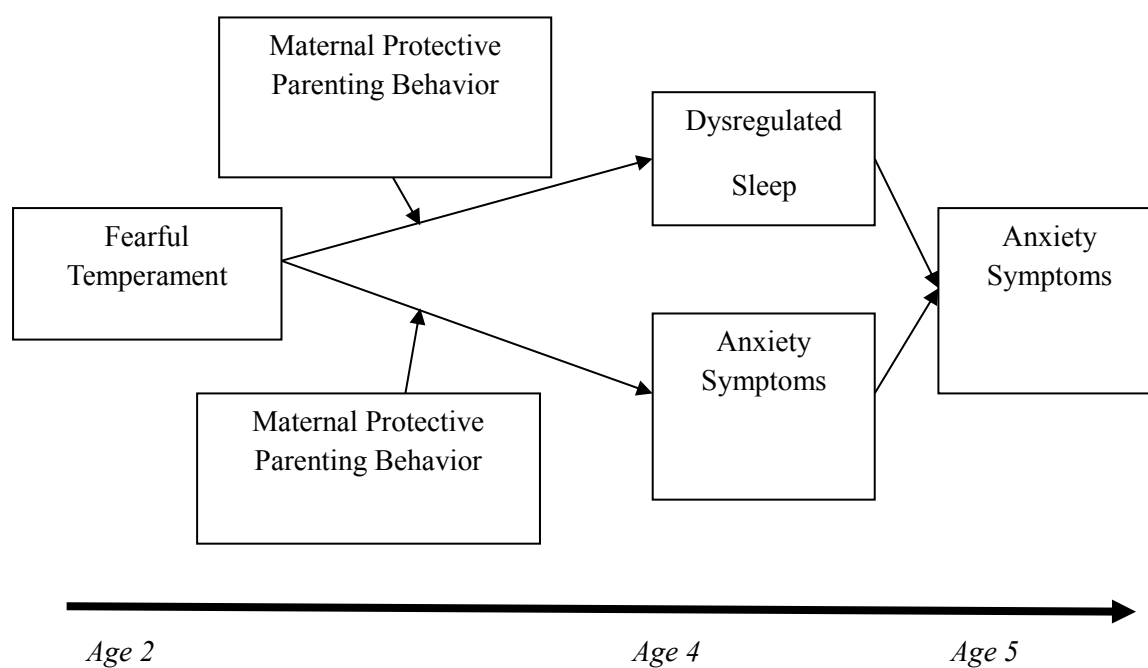 Maternal Protective
Parenting Behavior
Dysregulated
Sleep
Fearful
Temperament
Anxiety
Symptoms
Anxiety
Symptoms
Maternal Protective
Parenting Behavior
Age 2
Age 4
Age 5